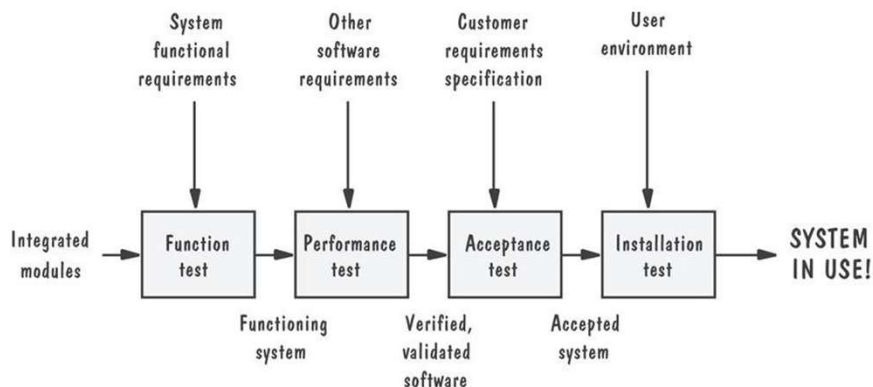 System
functional
requirements
Other
software
requirements
Customer
requirements
specification
User
environment
Integrated
modules
Function
test
Performance
test
Acceptance
test
Installation
test
SYSTEM
IN USE!
Functioning
system
Verified,
validated
software
Accepted
system